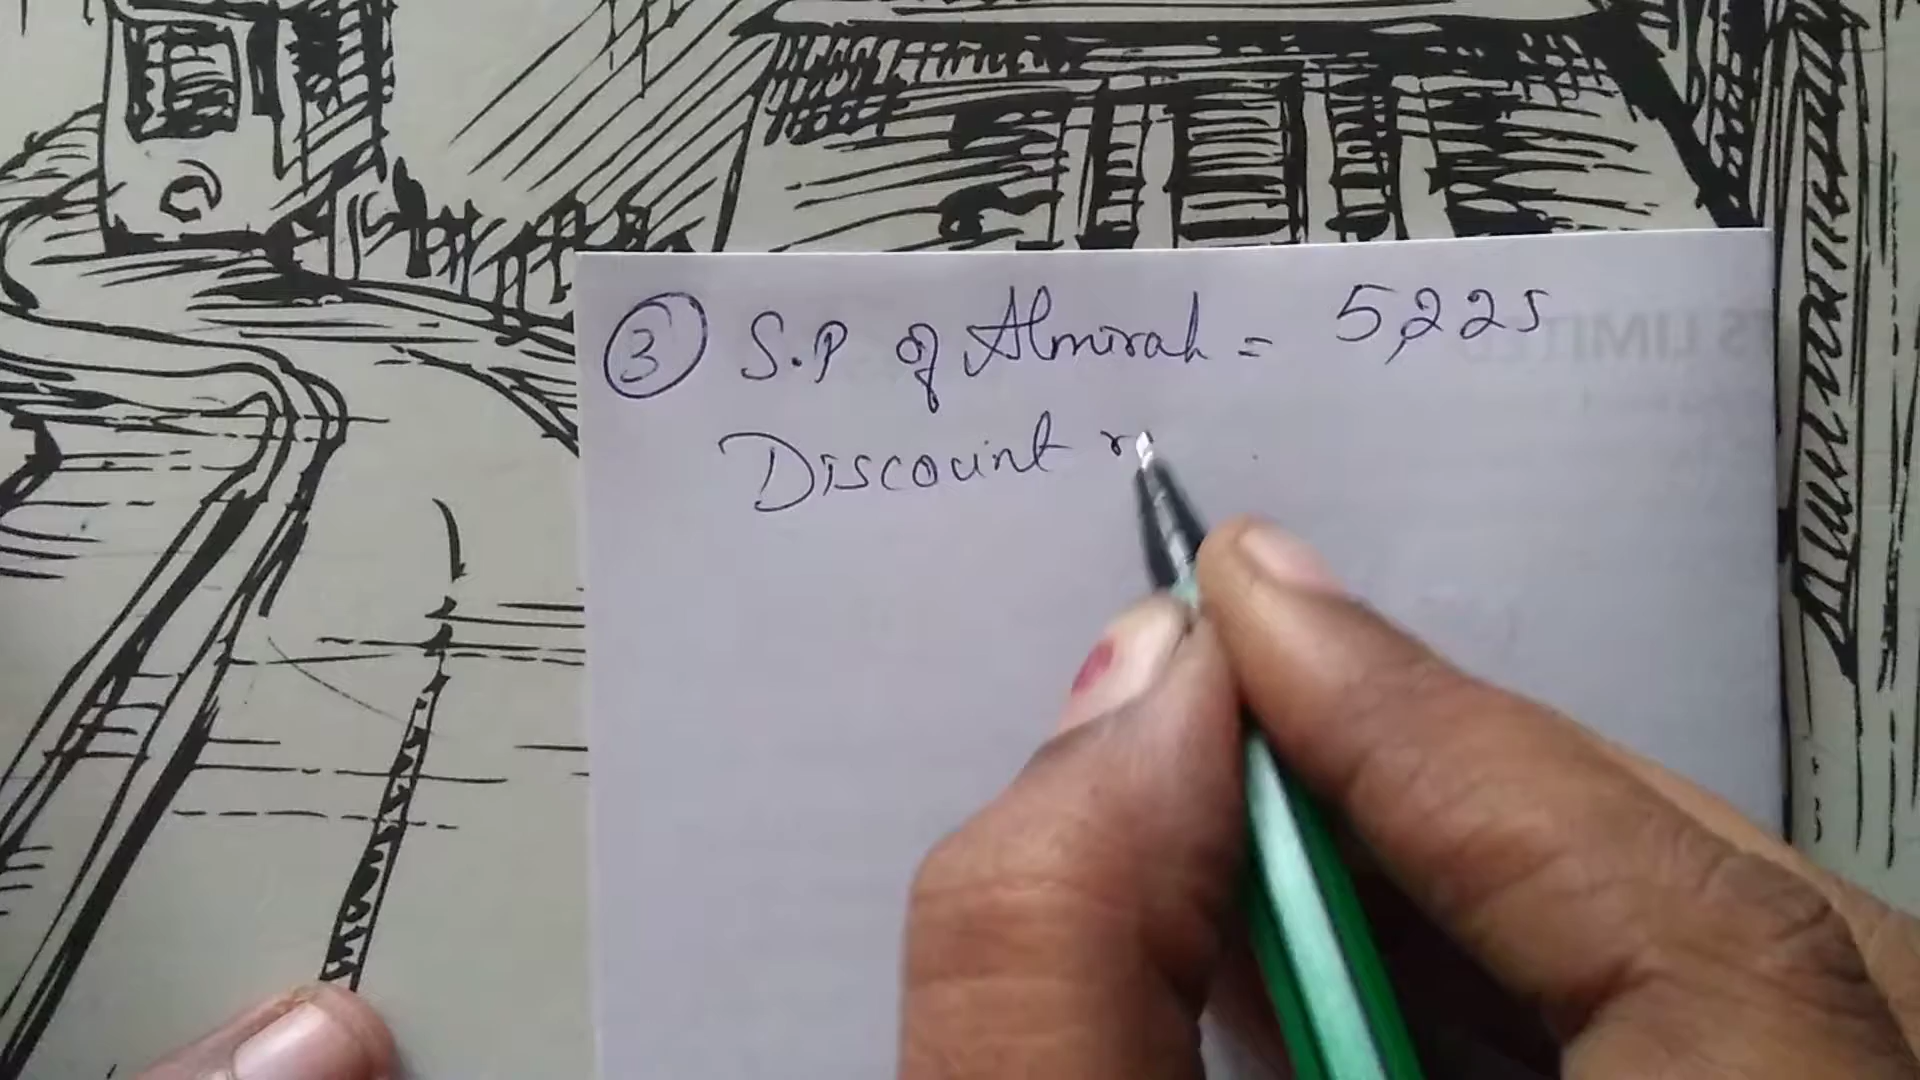 3 S.P of Almirah = 5,225
Discount r